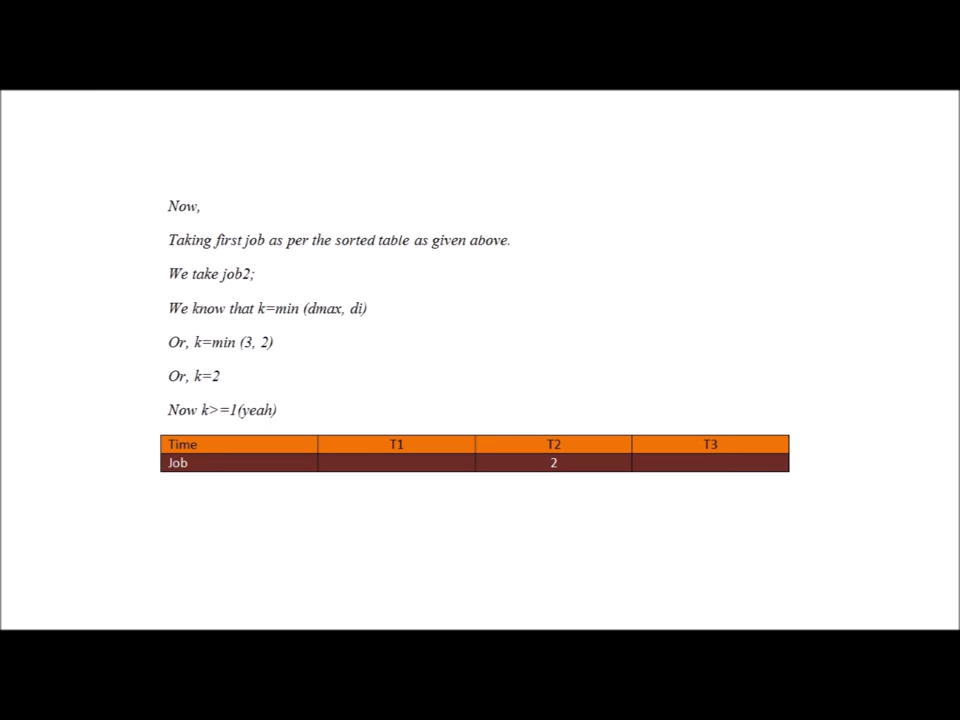 Now,
Taking first job as per the sorted table as given above.
We take job2;
We know that k=min (dmax, di)
Or, k=min (3, 2)
Or, k=2
Now k>=1(yeah)
Time T1 T2 T3
Job 2